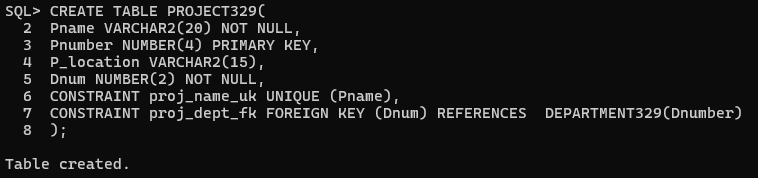 SQL> CREATE TABLE PROJECT329(
  2  Pname VARCHAR2(20) NOT NULL,
  3  Pnumber NUMBER(4) PRIMARY KEY,
  4  P_location VARCHAR2(15),
  5  Dnum NUMBER(2) NOT NULL,
  6  CONSTRAINT proj_name_uk UNIQUE (Pname),
  7  CONSTRAINT proj_dept_fk FOREIGN KEY (Dnum) REFERENCES  DEPARTMENT329(Dnumber)
  8  );

Table created.